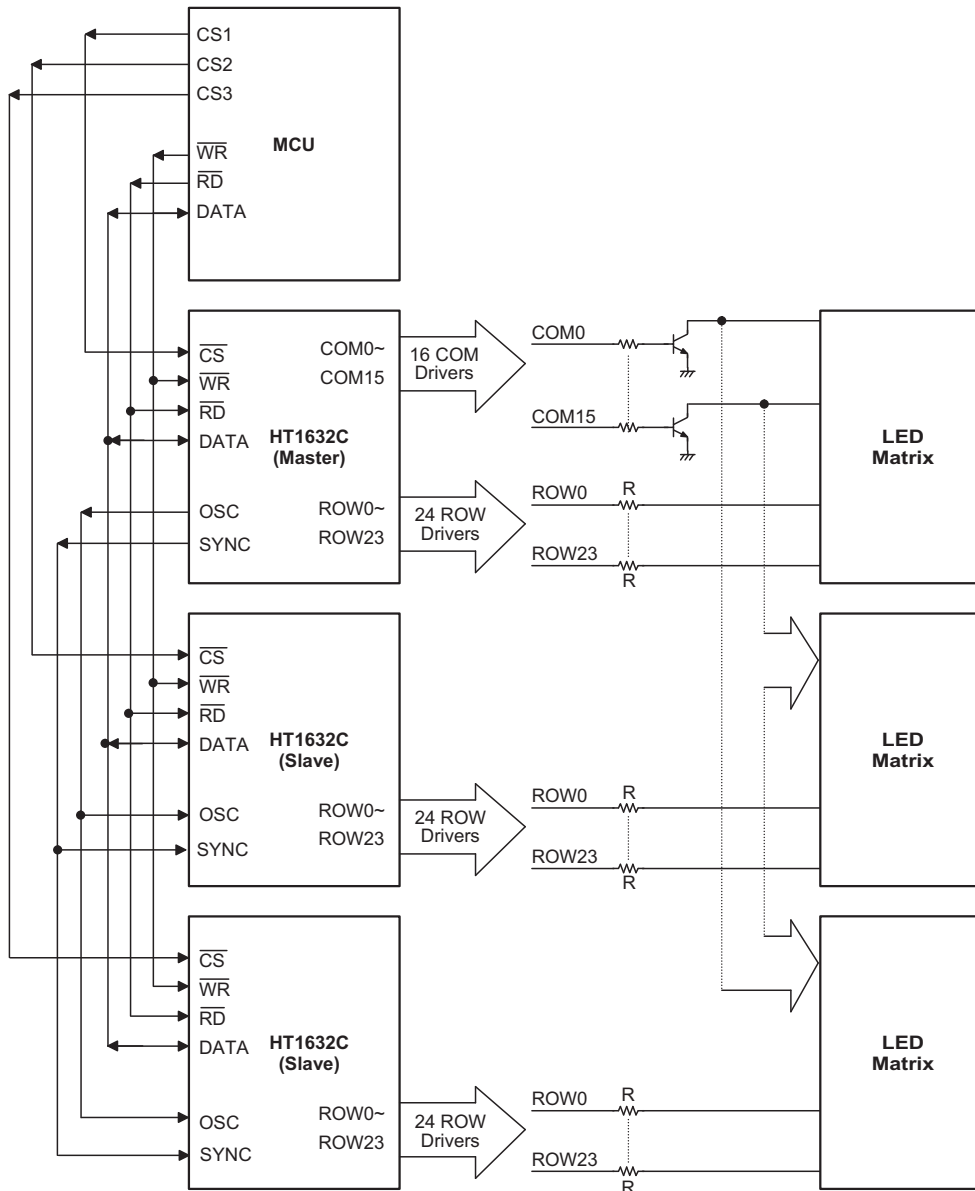 CS1
CS2
CS3
MCU
WR
RD
DATA
CS
WR
RD
DATA
OSC
SYNC
HT1632C
(Master)
COM0~
COM15
ROW0~
ROW23
16 COM
Drivers
24 ROW
Drivers
COM0
COM15
ROW0
R
ROW23
R
LED
Matrix
CS
WR
RD
DATA
OSC
SYNC
HT1632C
(Slave)
ROW0~
ROW23
24 ROW
Drivers
ROW0
R
ROW23
R
LED
Matrix
CS
WR
RD
DATA
OSC
SYNC
HT1632C
(Slave)
ROW0~
ROW23
24 ROW
Drivers
ROW0
R
ROW23
R
LED
Matrix